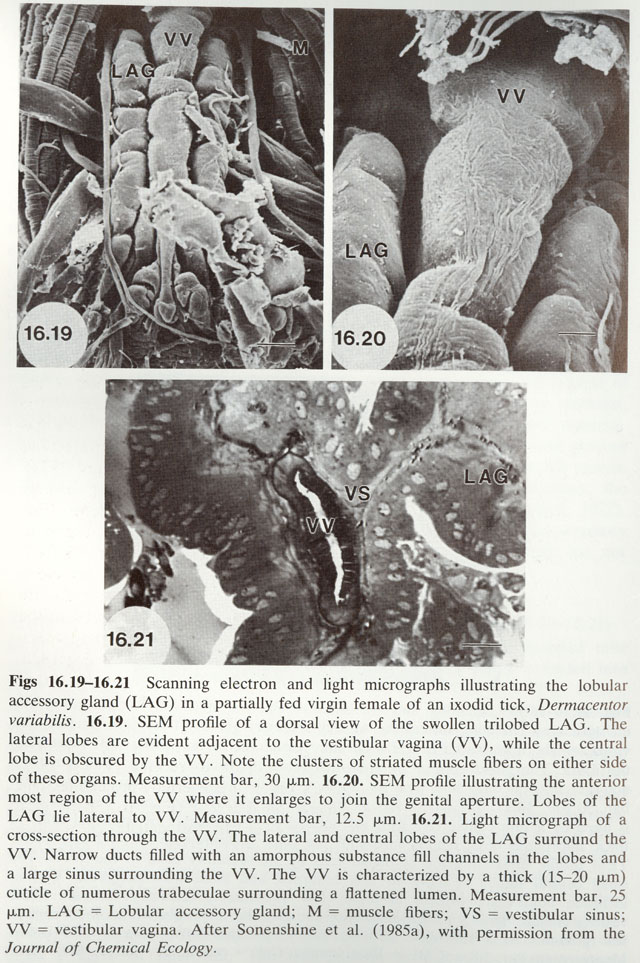 VV
LAG
M
16.19
VV
LAG
16.20
LAG
VS
VV
16.21
Figs 16.19–16.21 Scanning electron and light micrographs illustrating the lobular
accessory gland (LAG) in a partially fed virgin female of an ixodid tick, Dermacentor
variabilis. 16.19. SEM profile of a dorsal view of the swollen trilobed LAG. The
lateral lobes are evident adjacent to the vestibular vagina (VV), while the central
lobe is obscured by the VV. Note the clusters of striated muscle fibers on either side
of these organs. Measurement bar, 30 μm. 16.20. SEM profile illustrating the anterior
most region of the VV where it enlarges to join the genital aperture. Lobes of the
LAG lie lateral to VV. Measurement bar, 12.5 μm. 16.21. Light micrograph of a
cross-section through the VV. The lateral and central lobes of the LAG surround the
VV. Narrow ducts filled with an amorphous substance fill channels in the lobes and
a large sinus surrounding the VV. The VV is characterized by a thick (15–20 μm)
cuticle of numerous trabeculae surrounding a flattened lumen. Measurement bar, 25
μm. LAG = Lobular accessory gland; M = muscle fibers; VS = vestibular sinus;
VV = vestibular vagina. After Sonenshine et al. (1985a), with permission from the
Journal of Chemical Ecology.